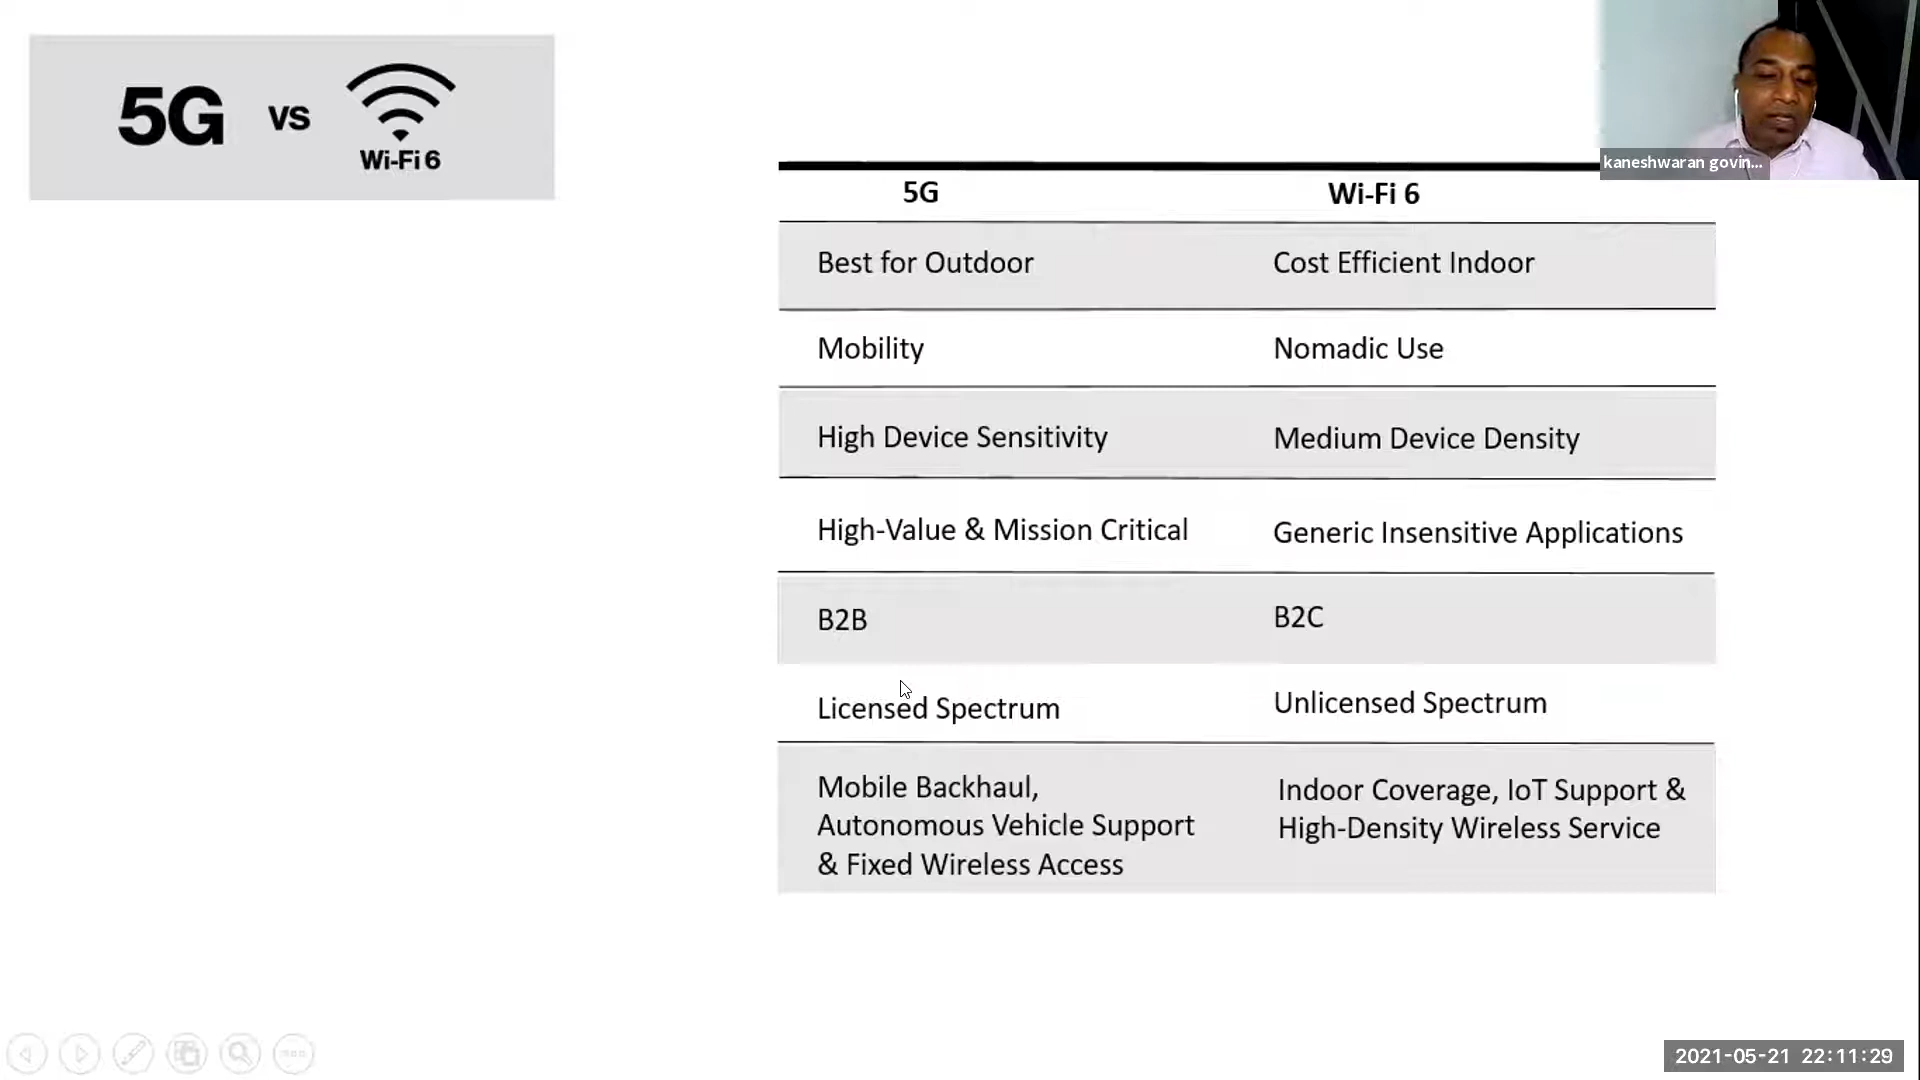 5G vs
Wi-Fi 6
kaneshwaran govin...
5G Wi-Fi 6
Best for Outdoor Cost Efficient Indoor
Mobility Nomadic Use
High Device Sensitivity Medium Device Density
High-Value & Mission Critical Generic Insensitive Applications
B2B B2C
Licensed Spectrum Unlicensed Spectrum
Mobile Backhaul,
Autonomous Vehicle Support
& Fixed Wireless Access
Indoor Coverage, IoT Support &
High-Density Wireless Service
2021-05-21 22:11:29